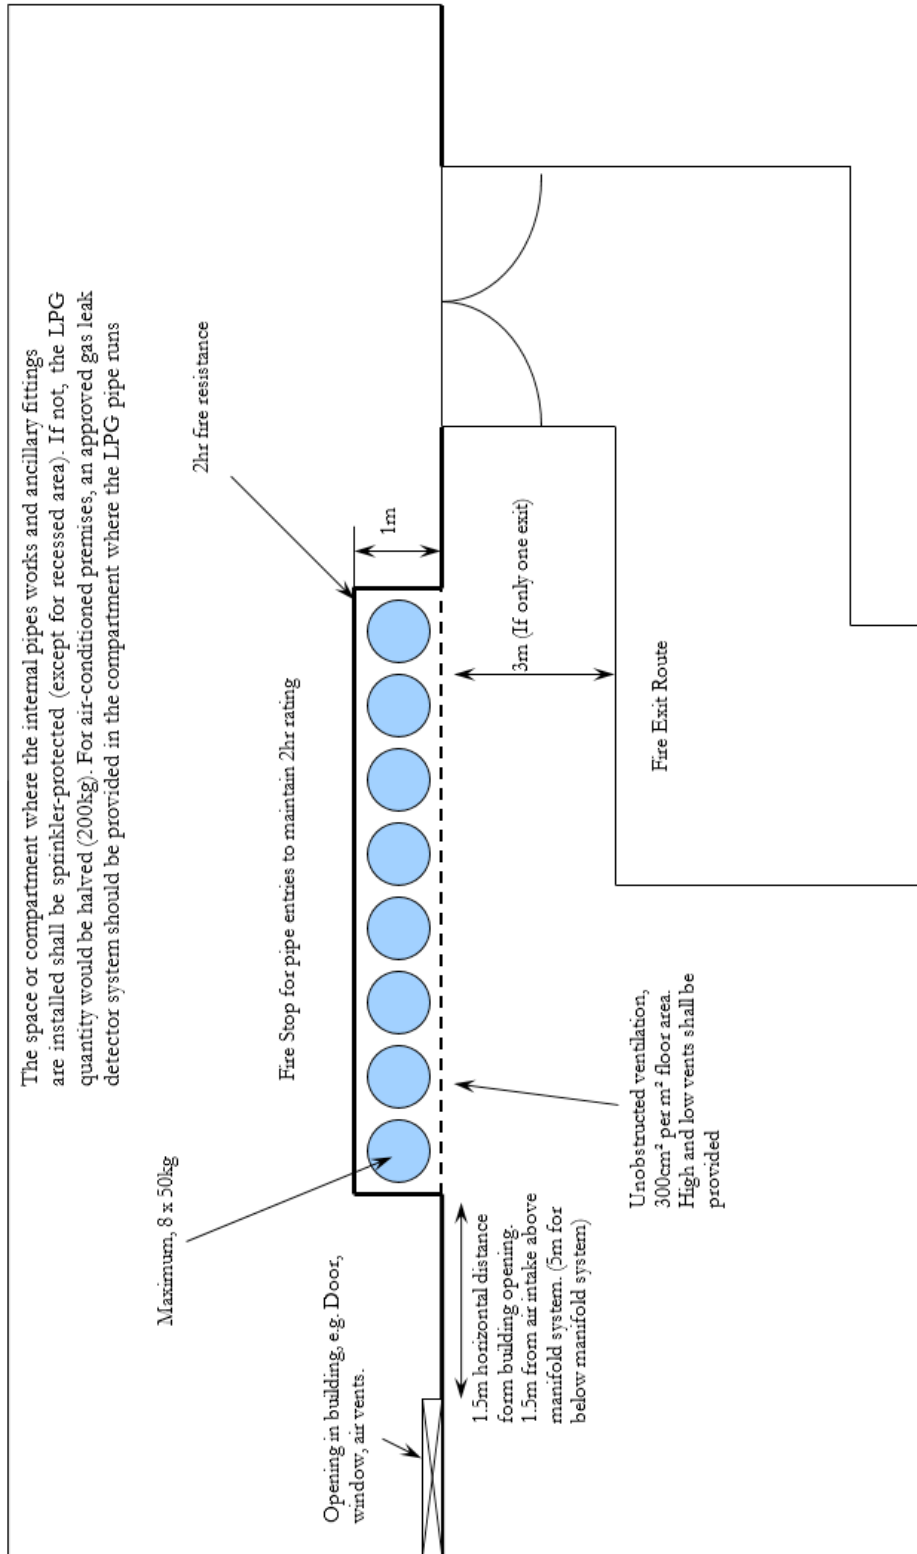 The space or compartment where the internal pipes works and ancillary fittings
are installed shall be sprinkler-protected (except for recessed area). If not, the LPG
quantity would be halved (200kg). For air-conditioned premises, an approved gas leak
detector system should be provided in the compartment where the LPG pipe runs
2hr fire resistance
Fire Stop for pipe entries to maintain 2hr rating
Maximum, 8 x 50kg
1m
Opening in building, e.g. Door,
window, air vents.
1.5m horizontal distance
form building opening.
1.5m from air intake above
manifold system. (5m for
below manifold system)
3m (If only one exit)
Unobstructed ventilation,
300cm² per m² floor area.
High and low vents shall be
provided
Fire Exit Route